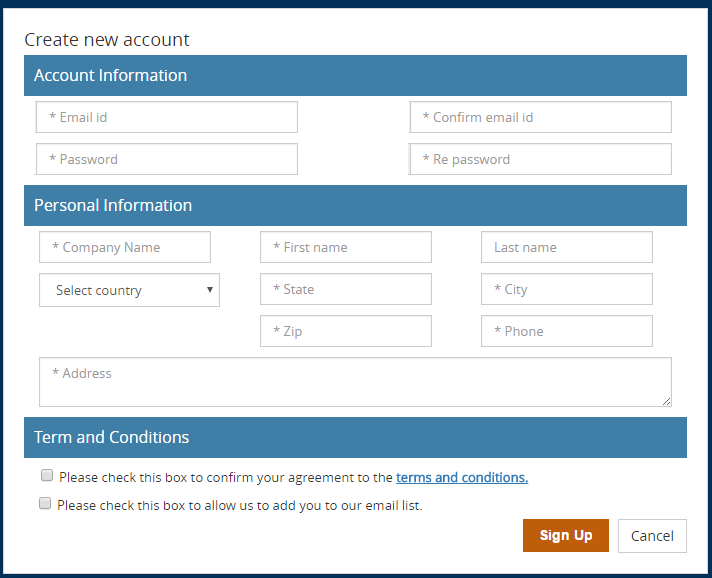 Create new account
Account Information
* Email id * Confirm email id
* Password * Re password
Personal Information
* Company Name * First name Last name
Select country * State * City
* Zip * Phone
* Address
Term and Conditions
Please check this box to confirm your agreement to the terms and conditions.
Please check this box to allow us to add you to our email list.
Sign Up Cancel